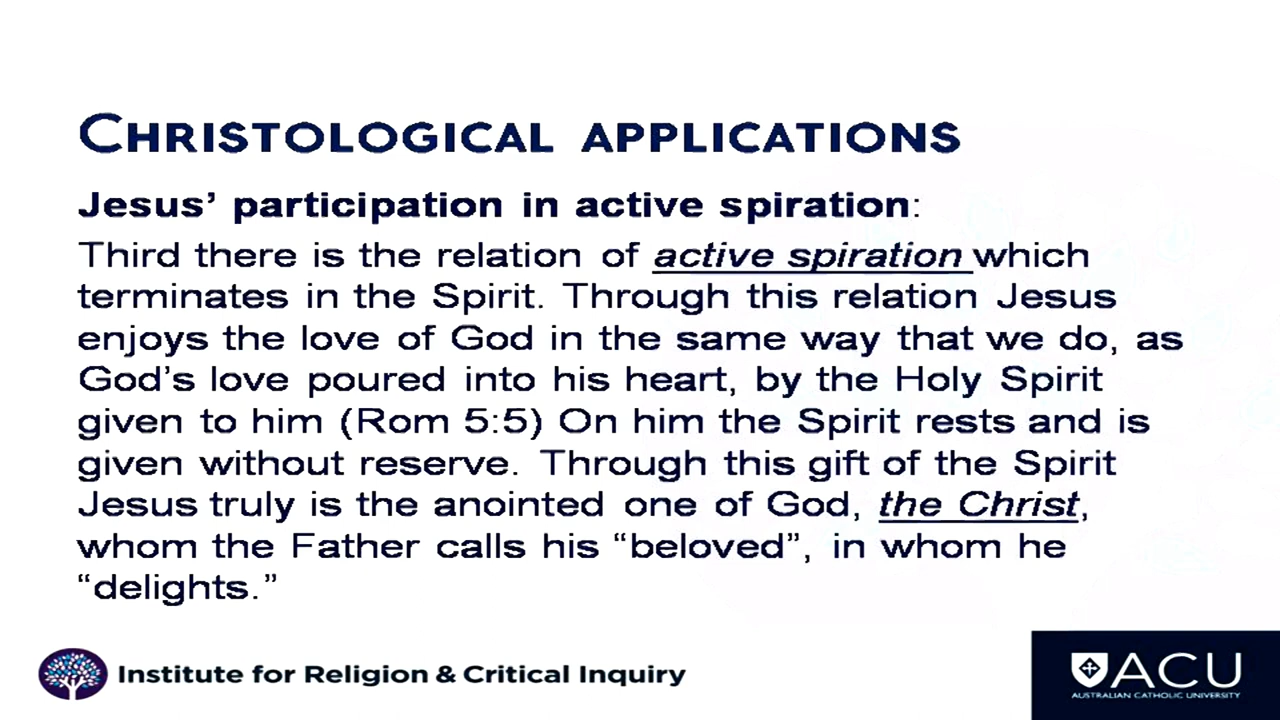 CHRISTOLOGICAL APPLICATIONS
Jesus’ participation in active spiration:
Third there is the relation of active spiration which
terminates in the Spirit. Through this relation Jesus
enjoys the love of God in the same way that we do, as
God’s love poured into his heart, by the Holy Spirit
given to him (Rom 5:5) On him the Spirit rests and is
given without reserve. Through this gift of the Spirit
Jesus truly is the anointed one of God, the Christ,
whom the Father calls his “beloved”, in whom he
“delights.”
Institute for Religion & Critical Inquiry
ACU
AUSTRALIAN CATHOLIC UNIVERSITY